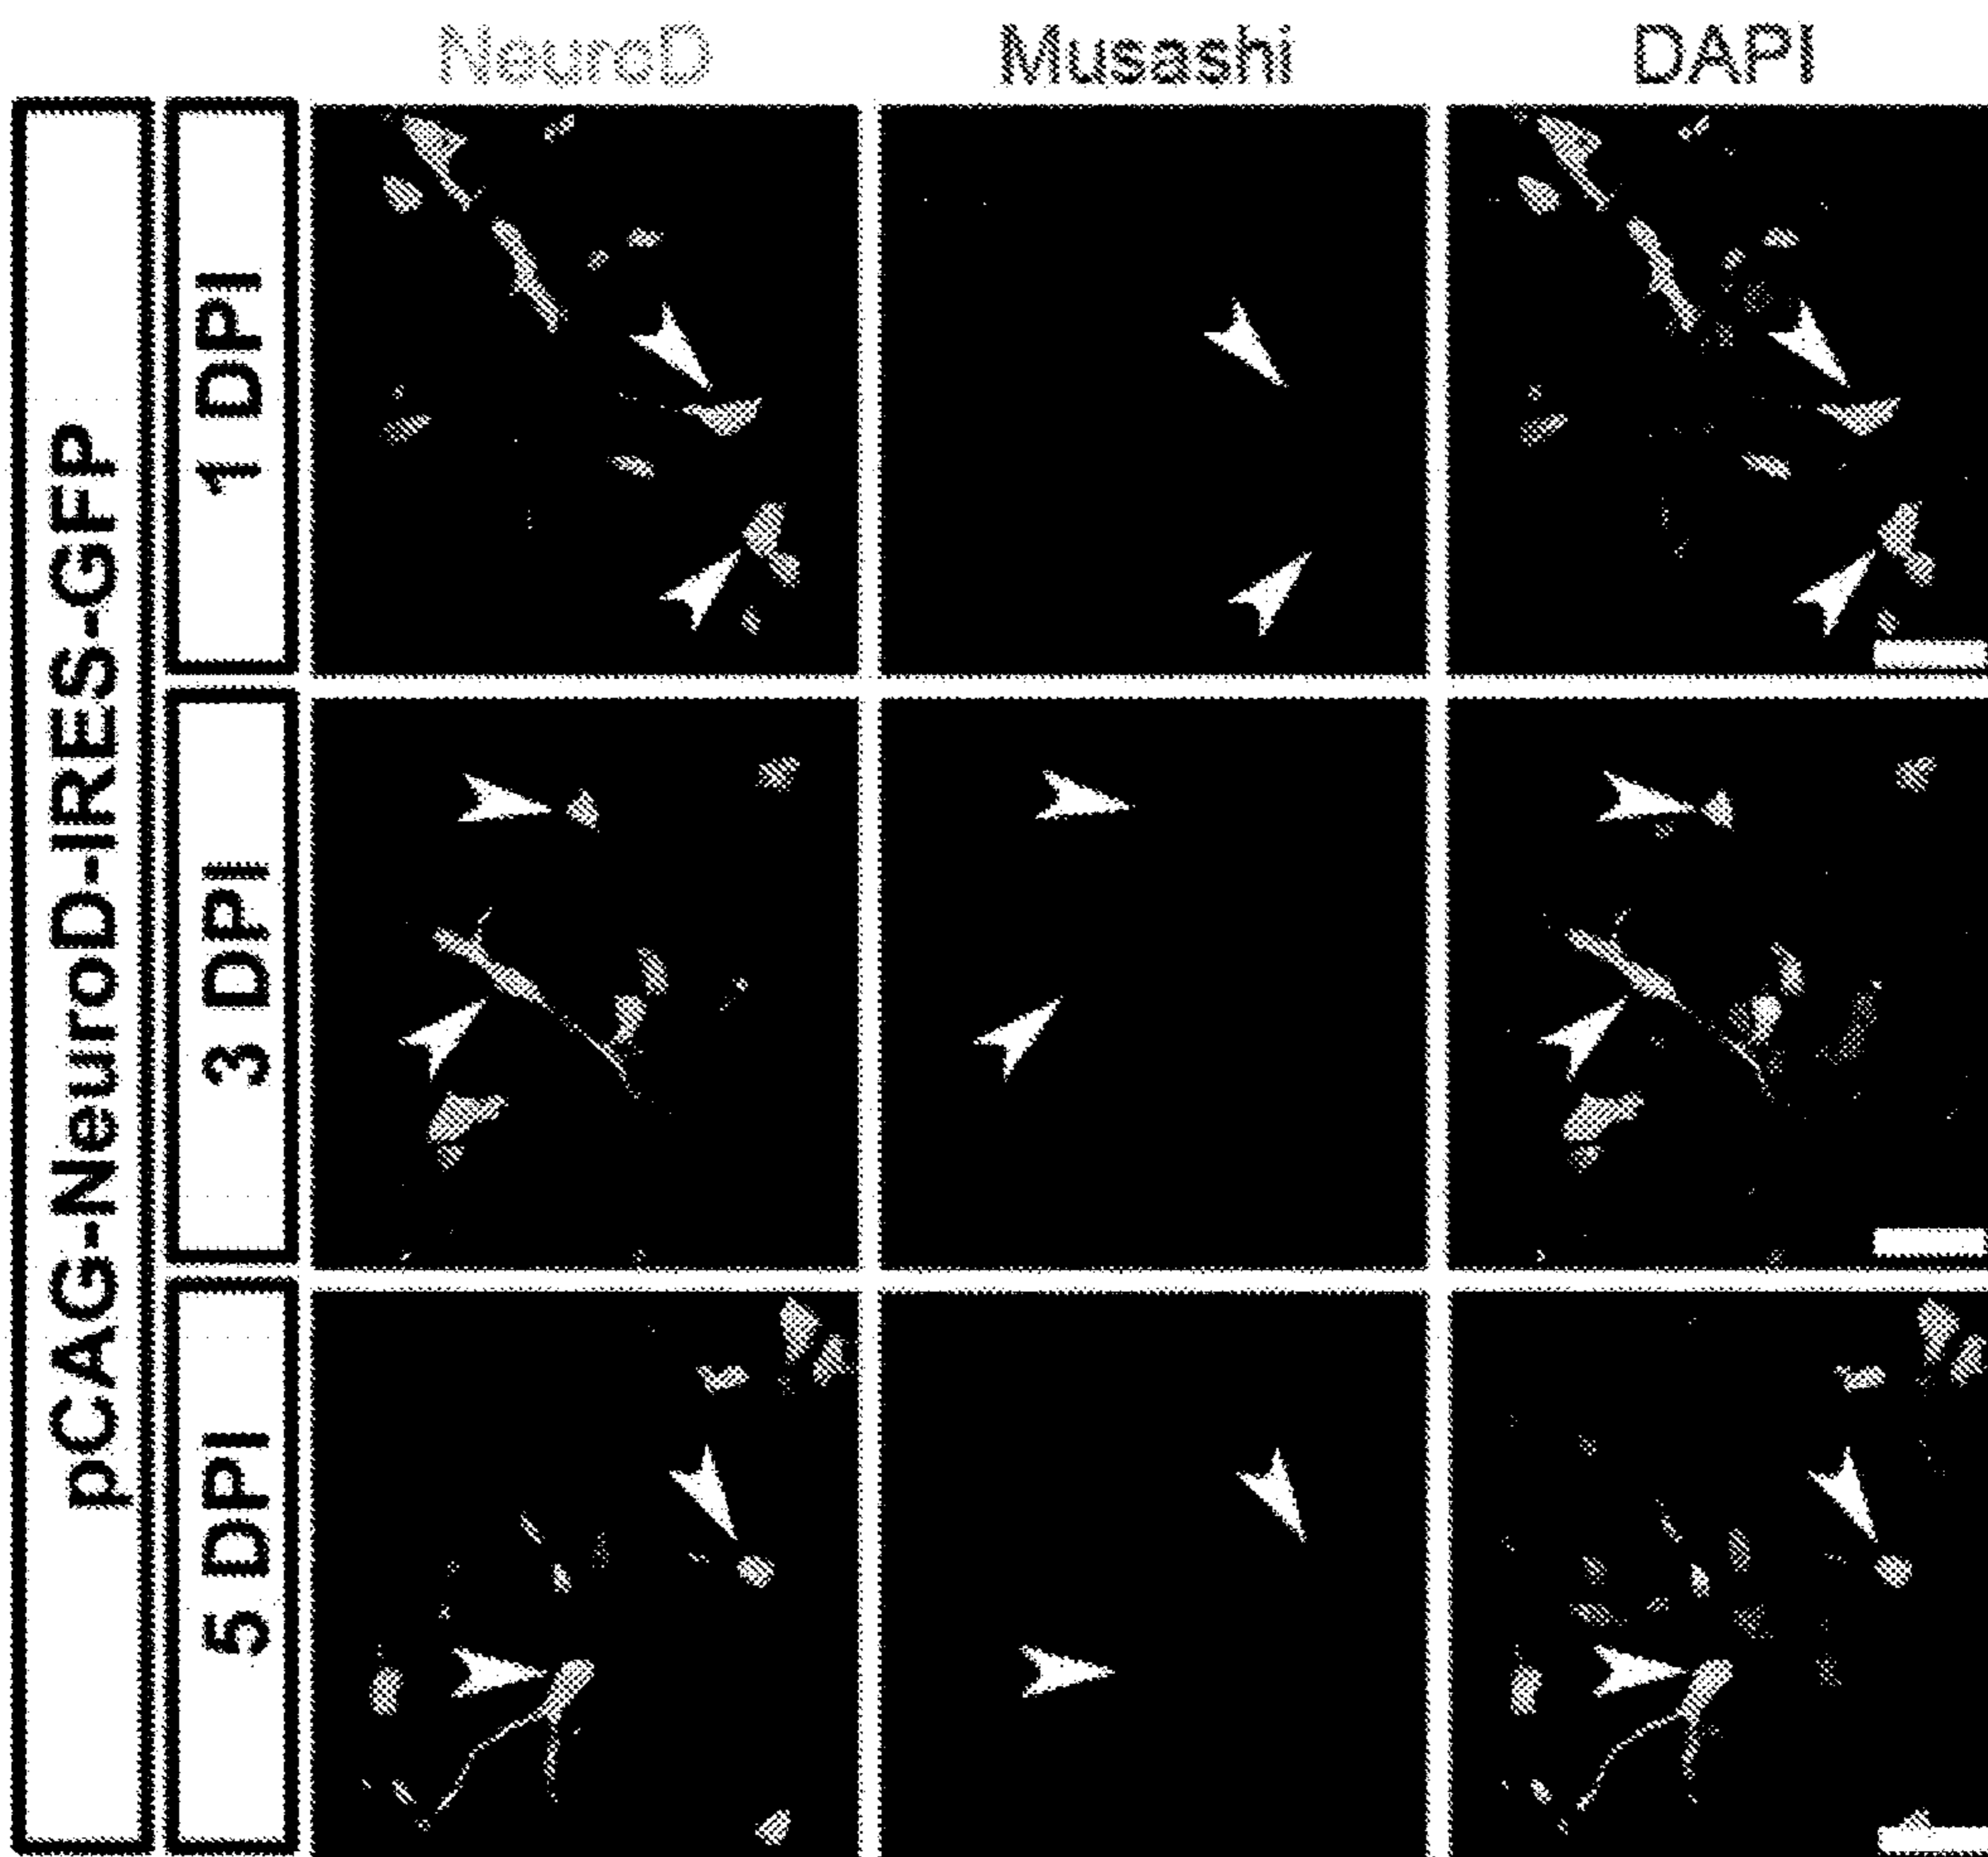 NeuroD
Musashi
DAPI
pCAG-NeuroD-IRES-GFP
1 DPI
3 DPI
5 DPI